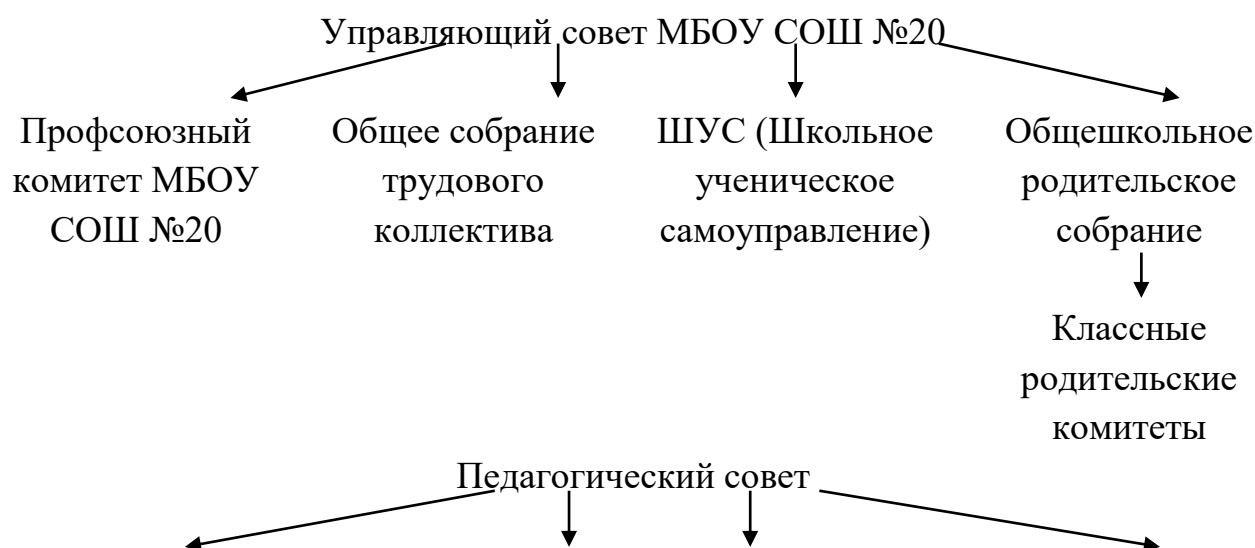 Управляющий совет МБОУ СОШ №20
Профсоюзный
комитет МБОУ
СОШ №20
Общее собрание
трудового
коллектива
ШУС (Школьное
ученическое
самоуправление)
Общешкольное
родительское
собрание
Классные
родительские
комитеты
Педагогический совет